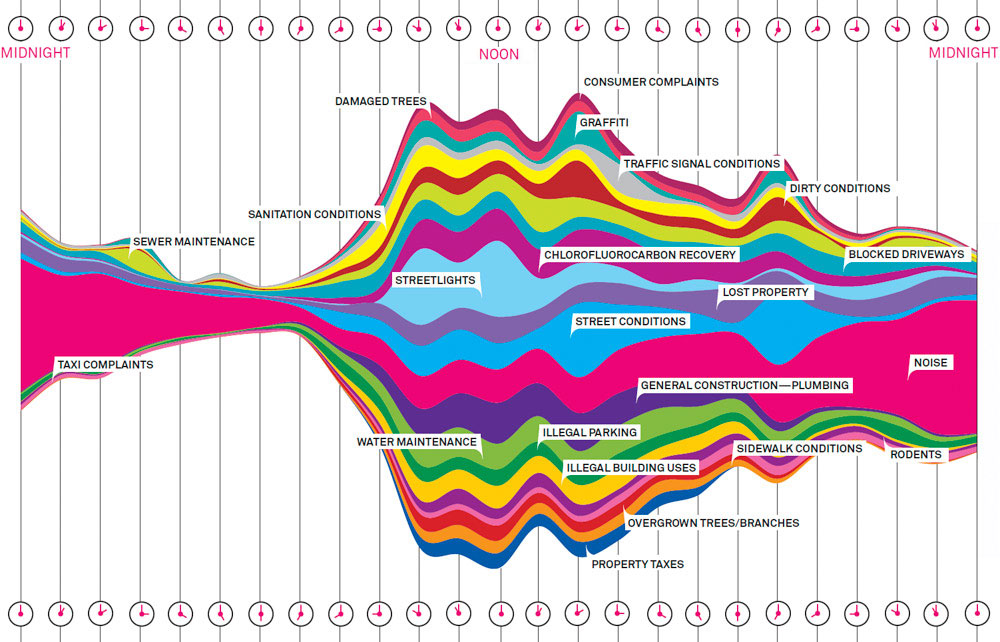 MIDNIGHT
NOON
MIDNIGHT
CONSUMER COMPLAINTS
DAMAGED TREES
GRAFFITI
TRAFFIC SIGNAL CONDITIONS
DIRTY CONDITIONS
SANITATION CONDITIONS
SEWER MAINTENANCE
CHLOROFLUOROCARBON RECOVERY
BLOCKED DRIVEWAYS
STREETLIGHTS
LOST PROPERTY
STREET CONDITIONS
TAXI COMPLAINTS
NOISE
GENERAL CONSTRUCTION—PLUMBING
ILLEGAL PARKING
WATER MAINTENANCE
SIDEWALK CONDITIONS
RODENTS
ILLEGAL BUILDING USES
OVERGROWN TREES/BRANCHES
PROPERTY TAXES